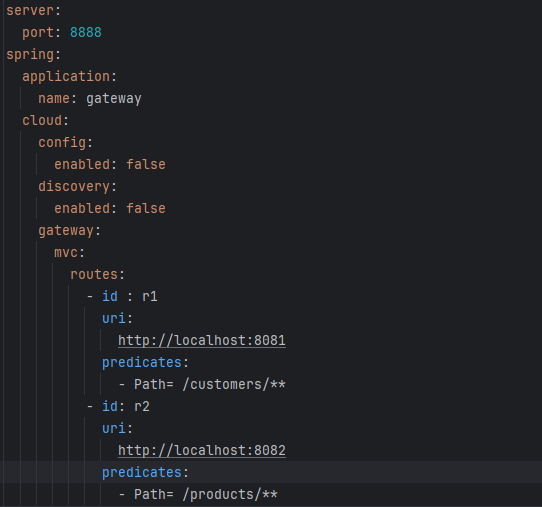 server:
  port: 8888
spring:
  application:
    name: gateway
  cloud:
    config:
      enabled: false
    discovery:
      enabled: false
    gateway:
      mvc:
        routes:
          - id : r1
            uri:
              http://localhost:8081
            predicates:
              - Path= /customers/**
          - id: r2
            uri:
              http://localhost:8082
            predicates:
              - Path= /products/**